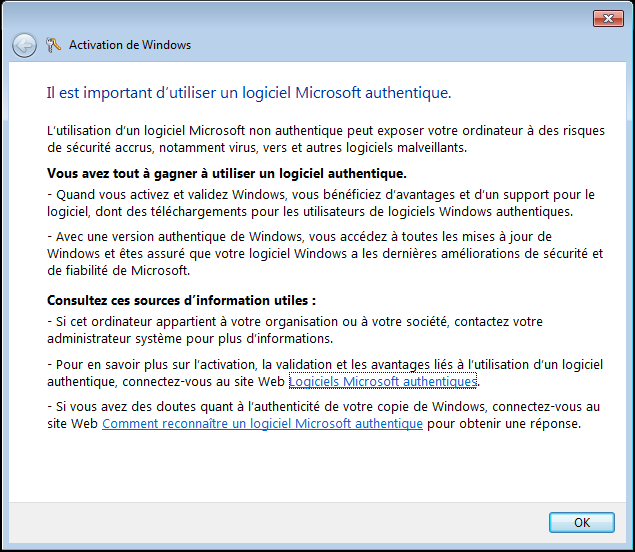 Activation de Windows
Il est important d'utiliser un logiciel Microsoft authentique.
L'utilisation d'un logiciel Microsoft non authentique peut exposer votre ordinateur à des risques
de sécurité accrus, notamment virus, vers et autres logiciels malveillants.
Vous avez tout à gagner à utiliser un logiciel authentique.
- Quand vous activez et validez Windows, vous bénéficiez d'avantages et d'un support pour le
logiciel, dont des téléchargements pour les utilisateurs de logiciels Windows authentiques.
- Avec une version authentique de Windows, vous accédez à toutes les mises à jour de
Windows et êtes assuré que votre logiciel Windows a les dernières améliorations de sécurité et
de fiabilité de Microsoft.
Consultez ces sources d'information utiles :
- Si cet ordinateur appartient à votre organisation ou à votre société, contactez votre
administrateur système pour plus d'informations.
- Pour en savoir plus sur l'activation, la validation et les avantages liés à l'utilisation d'un logiciel
authentique, connectez-vous au site Web Logiciels Microsoft authentiques.
- Si vous avez des doutes quant à l'authenticité de votre copie de Windows, connectez-vous au
site Web Comment reconnaître un logiciel Microsoft authentique pour obtenir une réponse.
OK